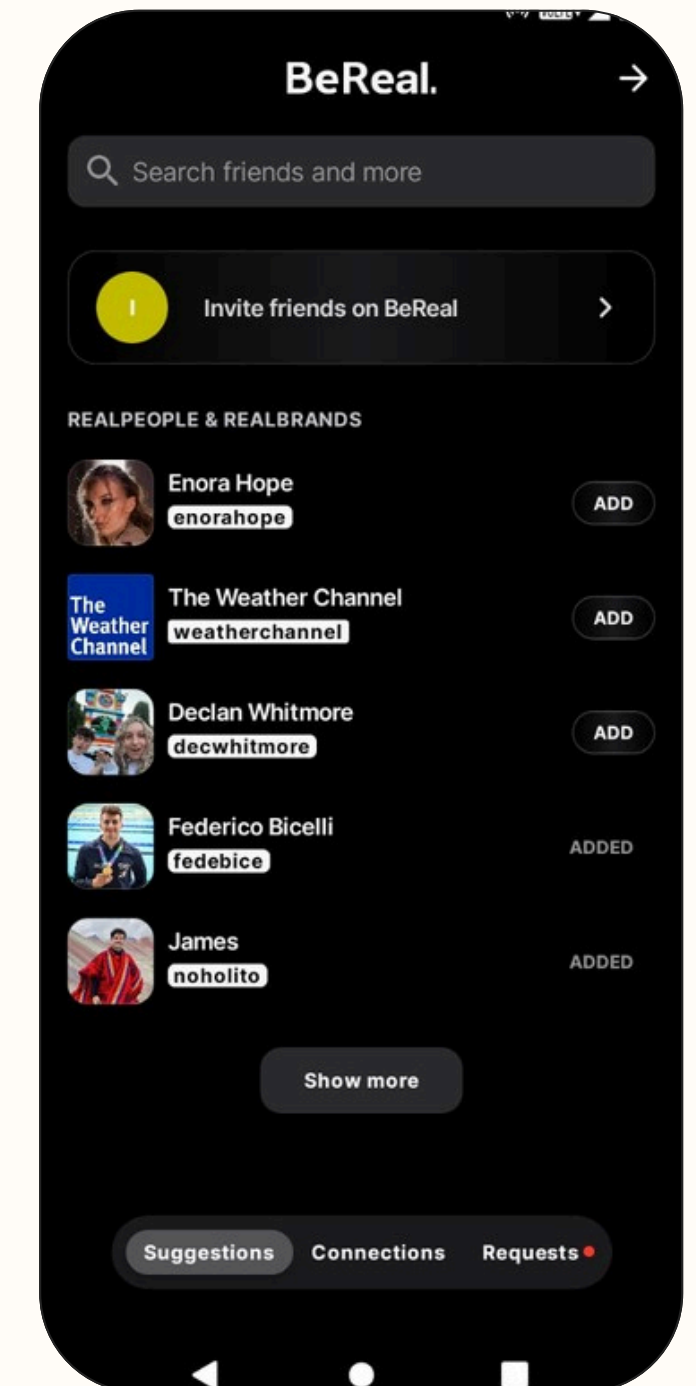 BeReal.
Search friends and more
I
Invite friends on BeReal
REALPEOPLE & REALBRANDS
Enora Hope
enorahope
ADD
The
Weather
Channel
The Weather Channel
weatherchannel
ADD
Declan Whitmore
decwhitmore
ADD
Federico Bicelli
fedebice
ADDED
James
noholito
ADDED
Show more
Suggestions Connections Requests